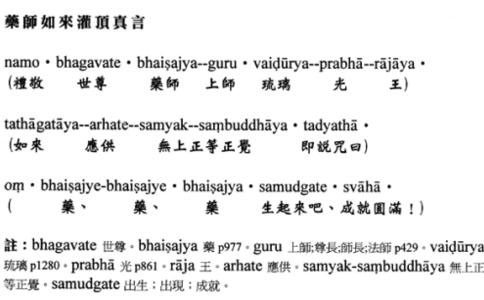 藥師如來灌頂真言
namo・bhagavate・bhaiṣajya--guru・vaiḍūrya--prabhā--rājāya・
(禮敬 世尊 藥師 上師 琉璃 光 王)
tathāgatāya--arhate--samyak--saṃbuddhāya・tadyathā・
(如來 應供 無上正等正覺 即說咒曰)
oṃ・bhaiṣajye-bhaiṣajye・bhaiṣajya・samudgate・svāhā・
( 藥、 藥、 藥 生起來吧、成就圓滿！)
註：bhagavate 世尊。bhaiṣajya 藥 p977。guru 上師;尊長;師長;法師 p429。vaiḍūrya
琉璃 p1280。prabhā 光 p861。rāja 王。arhate 應供。samyak-saṃbuddhāya 無上正
等正覺。samudgate 出生；出現；成就。